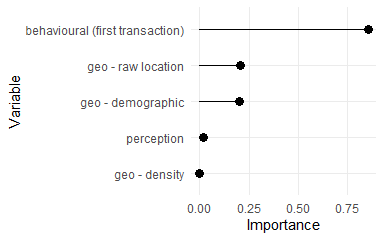 Variable
behavioural (first transaction)
geo - raw location
geo - demographic
perception
geo - density
0.00 0.25 0.50 0.75
Importance